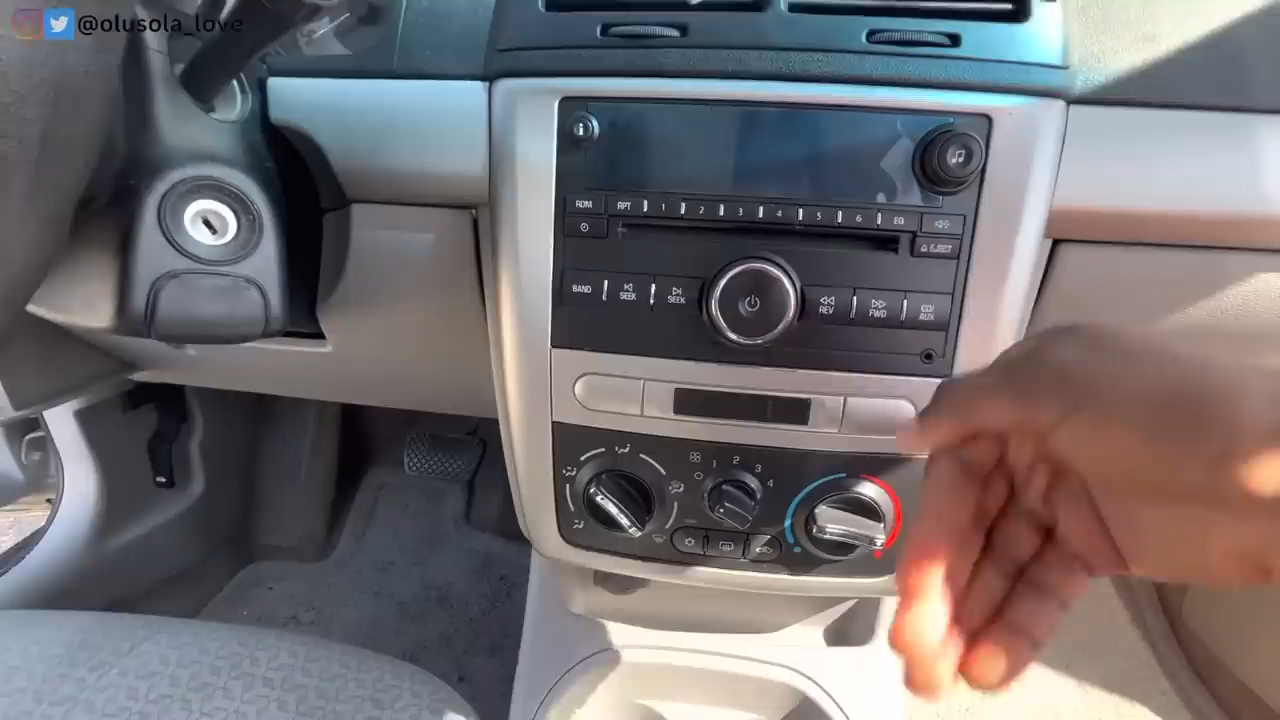 @olusola_love
RDM RPT 1 2 3 4 5 6 EQ
EJECT
BAND SEEK SEEK REV FWD CD/
AUX
1 2 3 4